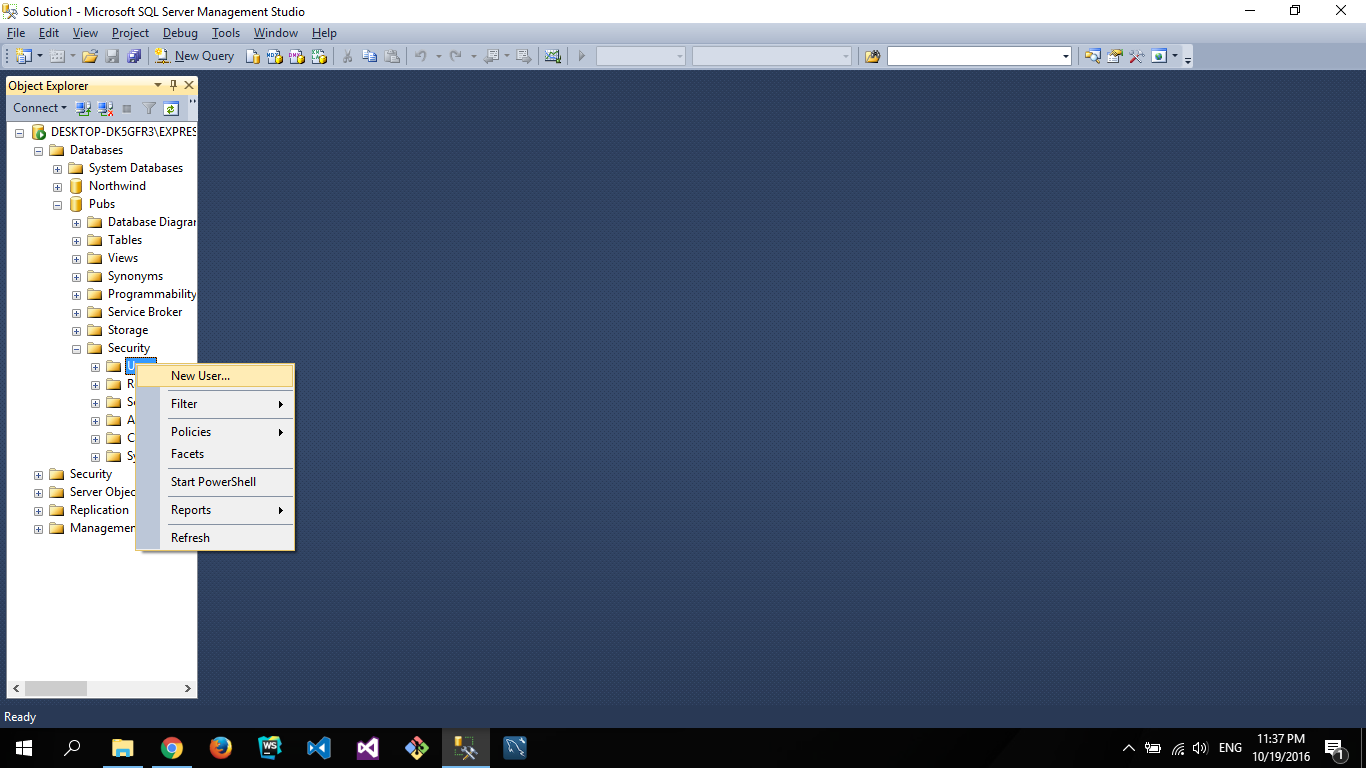 Solution1 - Microsoft SQL Server Management Studio
File Edit View Project Debug Tools Window Help
New Query
Object Explorer
Connect
DESKTOP-DK5GFR3\EXPRES
Databases
System Databases
Northwind
Pubs
Database Diagrar
Tables
Views
Synonyms
Programmability
Service Broker
Storage
Security
U
R
S
A
C
Sy
Security
Server Objec
Replication
Managemen
New User...
Filter
Policies
Facets
Start PowerShell
Reports
Refresh
Ready
WS
ENG
11:37 PM
10/19/2016
1